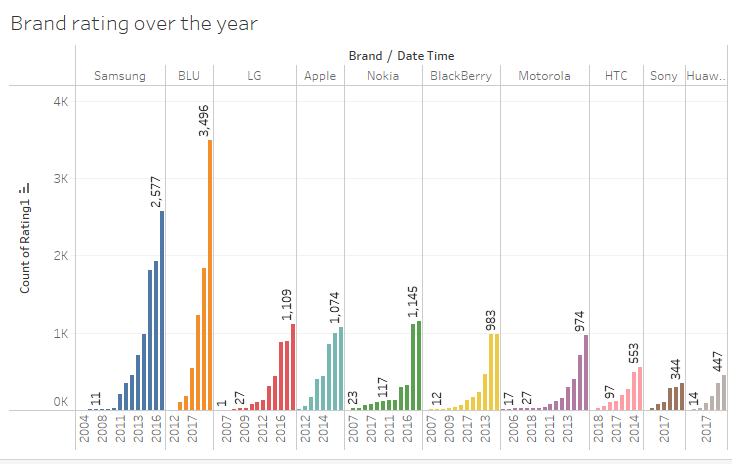 Brand rating over the year
Brand / Date Time
Samsung BLU LG Apple Nokia BlackBerry Motorola HTC Sony Huaw..
4K
3K
2K
1K
0K
Count of Rating1
11 2,577 3,496 1 27 1,109 1,074 23 117 1,145 12 983 17 27 974 97 553 344 14 447
2004 2008 2011 2013 2016 2012 2017 2007 2009 2012 2016 2012 2014 2007 2017 2011 2016 2007 2009 2017 2013 2006 2018 2011 2013 2018 2017 2014 2017 2017